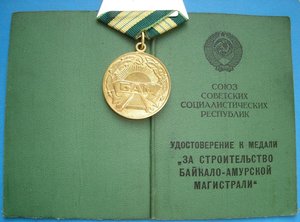 БАМ
СОЮЗ
СОВЕТСКИХ
СОЦИАЛИСТИЧЕСКИХ
РЕСПУБЛИК
УДОСТОВЕРЕНИЕ К МЕДАЛИ
„ЗА СТРОИТЕЛЬСТВО
БАЙКАЛО-АМУРСКОЙ
МАГИСТРАЛИ“